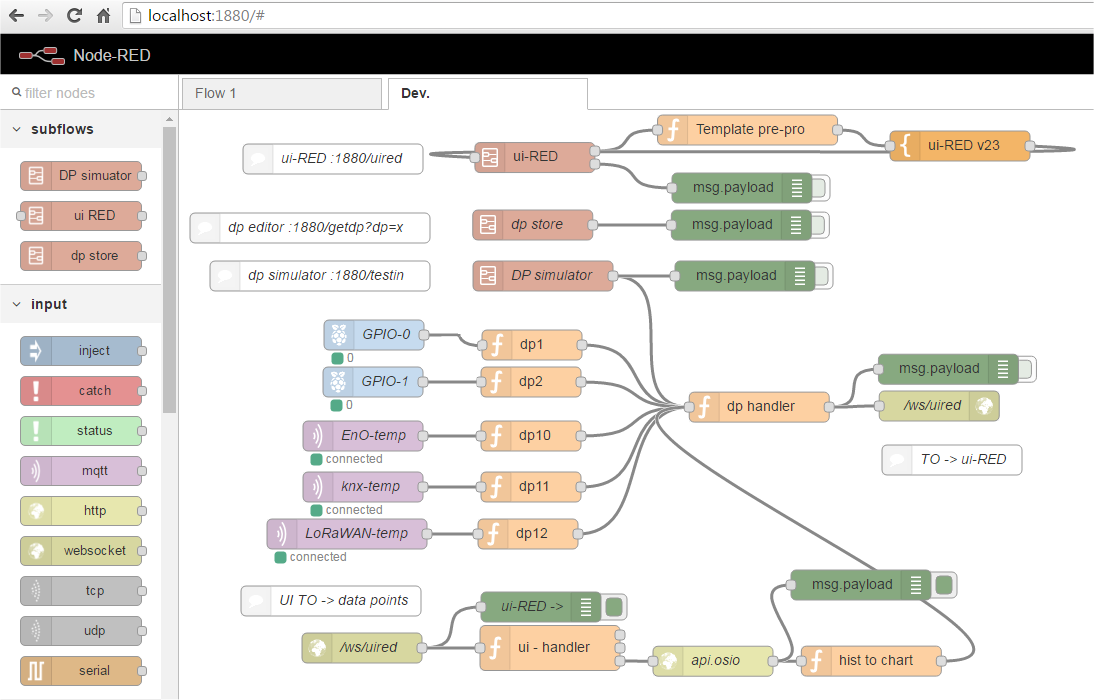 localhost:1880/#
Node-RED
filter nodes
Flow 1
Dev.
subflows
DP simuator
ui RED
dp store
input
inject
catch
status
mqtt
http
websocket
tcp
udp
serial
ui-RED :1880/uired
ui-RED
Template pre-pro
ui-RED v23
msg.payload
dp editor :1880/getdp?dp=x
dp store
msg.payload
dp simulator :1880/testin
DP simulator
msg.payload
GPIO-0
0
dp1
GPIO-1
0
dp2
EnO-temp
connected
dp10
knx-temp
connected
dp11
LoRaWAN-temp
connected
dp12
dp handler
msg.payload
/ws/uired
TO -> ui-RED
UI TO -> data points
ui-RED ->
msg.payload
/ws/uired
ui - handler
api.osio
hist to chart